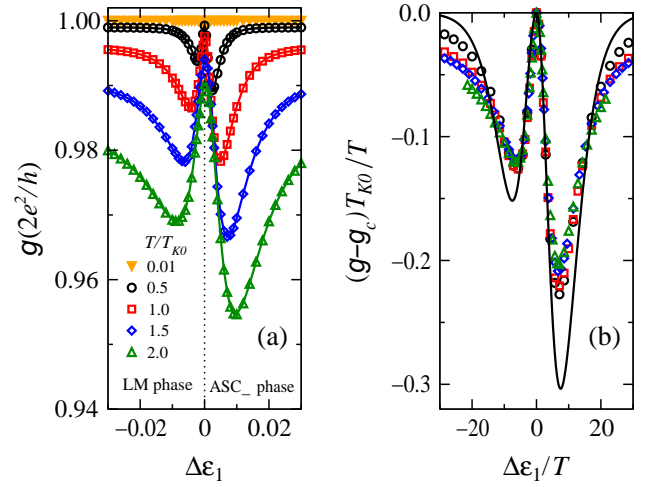 1.00
0.98
0.96
0.94
g(2e²/h)
T/T_{K0}
0.01
0.5
1.0
1.5
2.0
(a)
LM phase
ASC_ phase
−0.02
0
0.02
Δε₁
0.0
−0.1
−0.2
−0.3
(g−g_c)T_{K0}/T
(b)
−20
0
20
Δε₁/T